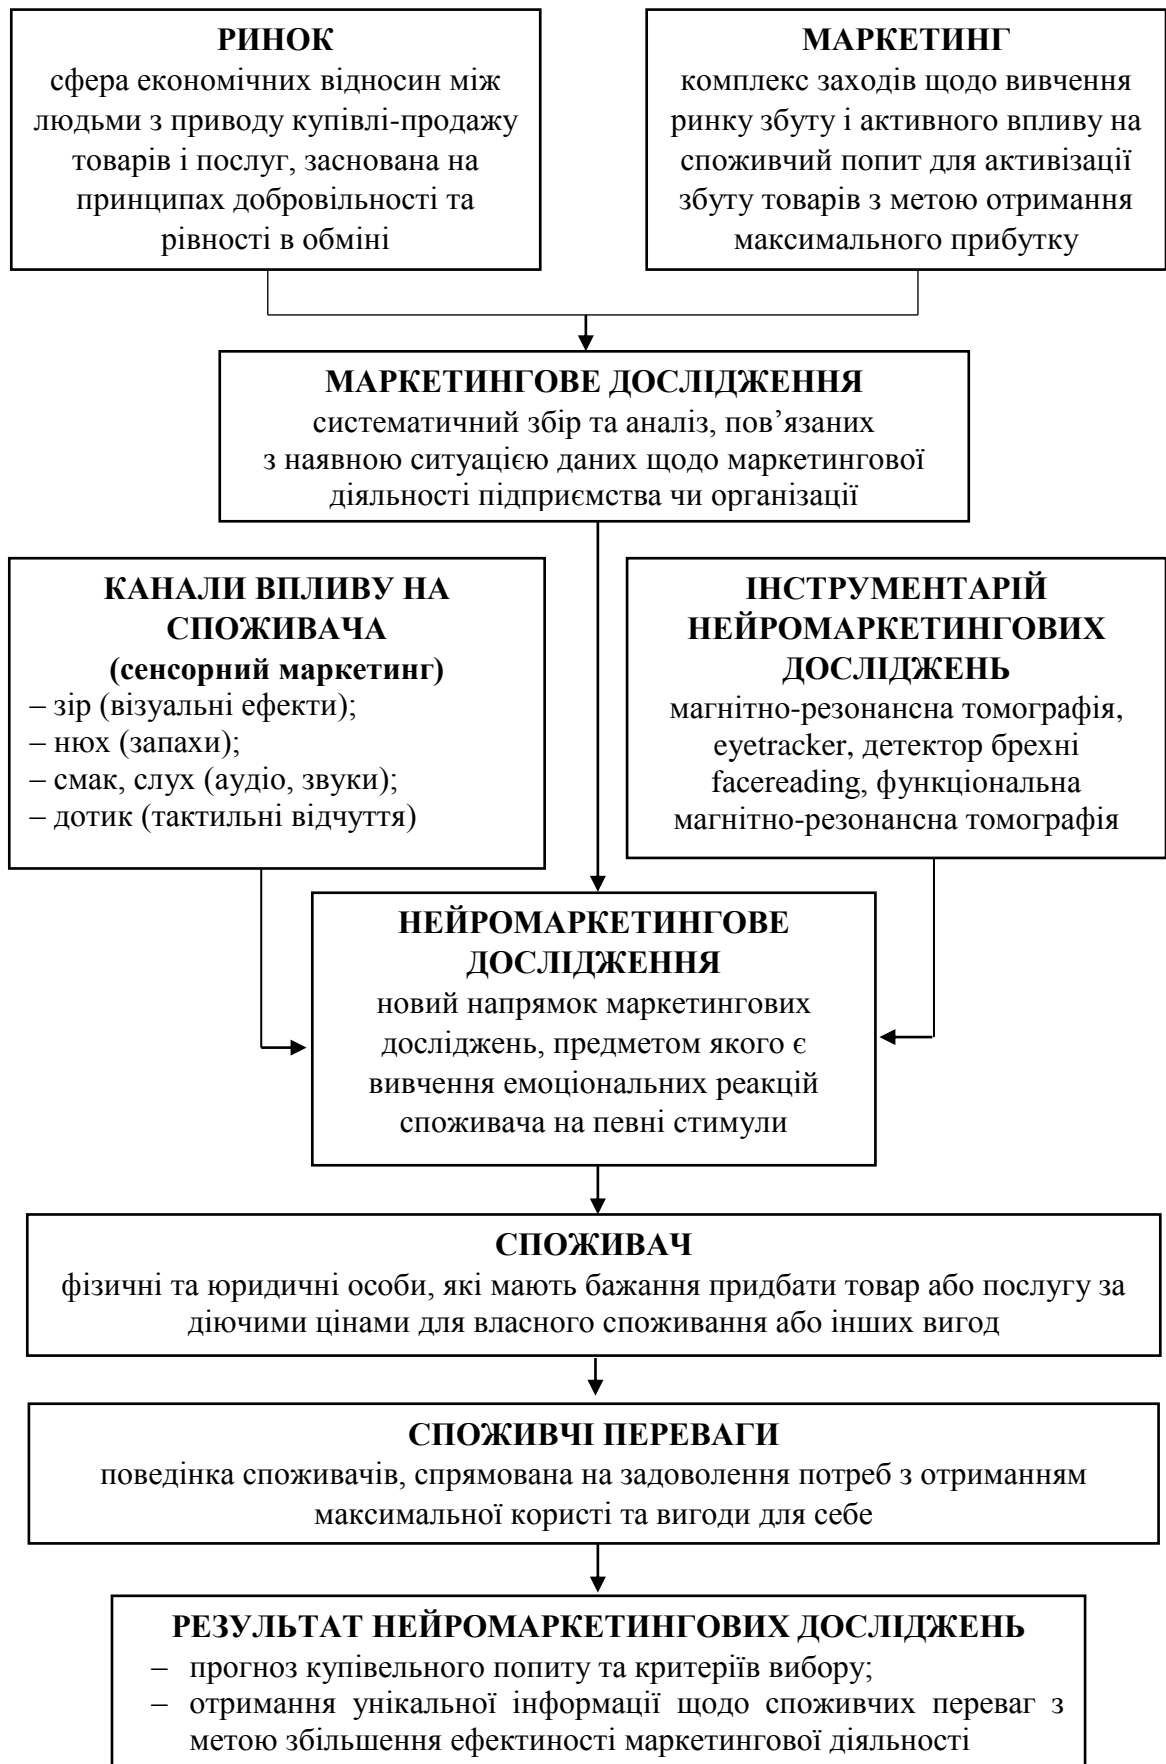 РИНОК
сфера економічних відносин між
людьми з приводу купівлі-продажу
товарів і послуг, заснована на
принципах добровільності та
рівності в обміні
МАРКЕТИНГ
комплекс заходів щодо вивчення
ринку збуту і активного впливу на
споживчий попит для активізації
збуту товарів з метою отримання
максимального прибутку
МАРКЕТИНГОВЕ ДОСЛІДЖЕННЯ
систематичний збір та аналіз, пов’язаних
з наявною ситуацією даних щодо маркетингової
діяльності підприємства чи організації
КАНАЛИ ВПЛИВУ НА
СПОЖИВАЧА
(сенсорний маркетинг)
– зір (візуальні ефекти);
– нюх (запахи);
– смак, слух (аудіо, звуки);
– дотик (тактильні відчуття)
ІНСТРУМЕНТАРІЙ
НЕЙРОМАРКЕТИНГОВИХ
ДОСЛІДЖЕНЬ
магнітно-резонансна томографія,
eyetracker, детектор брехні
facereading, функціональна
магнітно-резонансна томографія
НЕЙРОМАРКЕТИНГОВЕ
ДОСЛІДЖЕННЯ
новий напрямок маркетингових
досліджень, предметом якого є
вивчення емоціональних реакцій
споживача на певні стимули
СПОЖИВАЧ
фізичні та юридичні особи, які мають бажання придбати товар або послугу за
діючими цінами для власного споживання або інших вигод
СПОЖИВЧІ ПЕРЕВАГИ
поведінка споживачів, спрямована на задоволення потреб з отриманням
максимальної користі та вигоди для себе
РЕЗУЛЬТАТ НЕЙРОМАРКЕТИНГОВИХ ДОСЛІДЖЕНЬ
– прогноз купівельного попиту та критеріїв вибору;
– отримання унікальної інформації щодо споживчих переваг з
метою збільшення ефектиності маркетингової діяльності